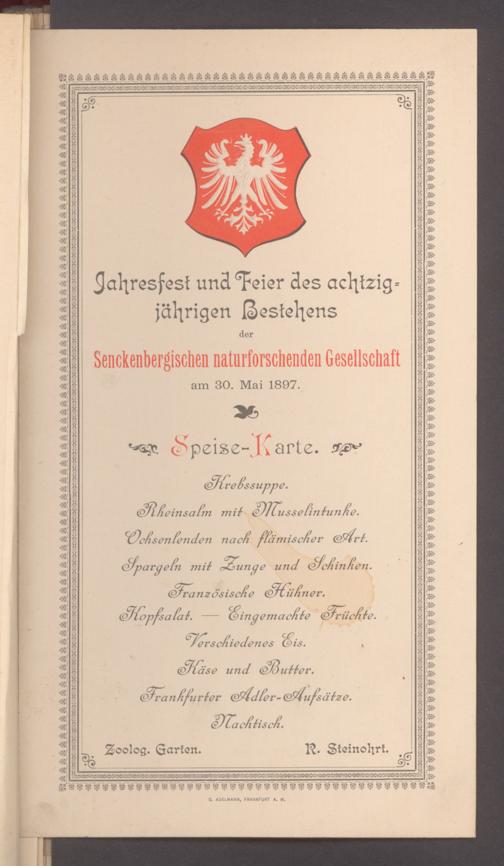 Jahresfest und Feier des achtzig-
jährigen Bestehens
der
Senckenbergischen naturforschenden Gesellschaft
am 30. Mai 1897.
Speise-Karte.
Krebssuppe.
Rheinsalm mit Musselintunke.
Ochsenlenden nach flämischer Art.
Spargeln mit Zunge und Schinken.
Französische Hühner.
Kopfsalat. — Eingemachte Früchte.
Verschiedenes Eis.
Käse und Butter.
Frankfurter Adler-Aufsätze.
Nachtisch.
Zoolog. Garten. R. Steinohrt.
G. ADELMANN, FRANKFURT A. M.